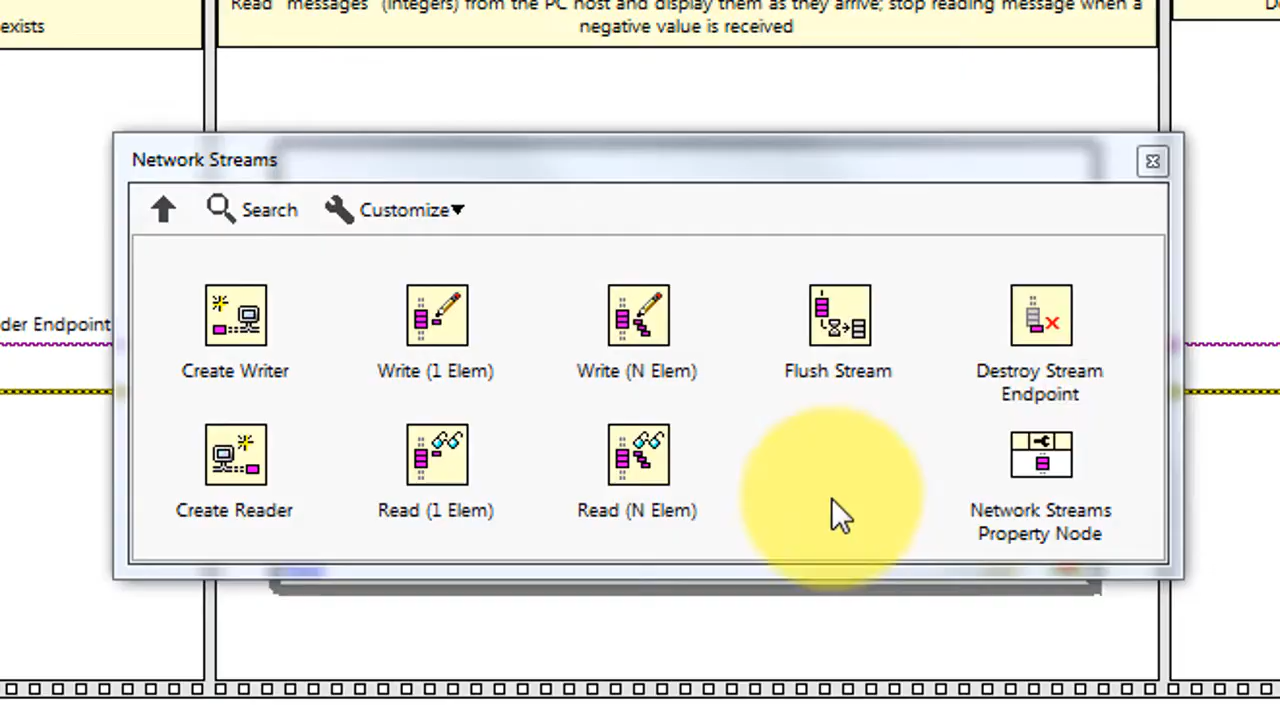 Read "messages" (integers) from the PC host and display them as they arrive; stop reading message when a
exists
negative value is received
Network Streams
Search
Customize
der Endpoint
Create Writer
Write (1 Elem)
Write (N Elem)
Flush Stream
Destroy Stream
Endpoint
Create Reader
Read (1 Elem)
Read (N Elem)
Network Streams
Property Node